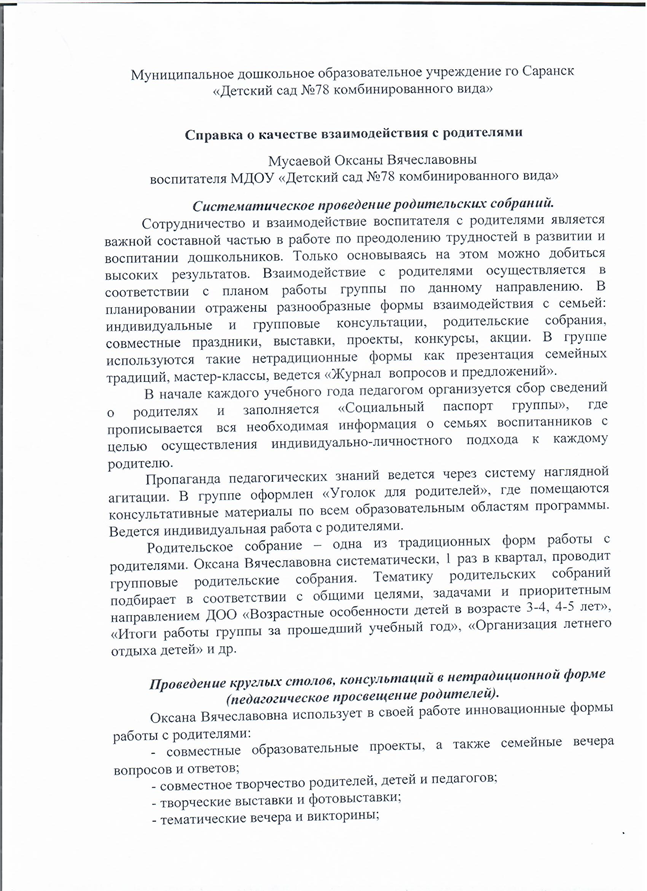 Муниципальное дошкольное образовательное учреждение го Саранск
«Детский сад №78 комбинированного вида»
Справка о качестве взаимодействия с родителями
Мусаевой Оксаны Вячеславовны
воспитателя МДОУ «Детский сад №78 комбинированного вида»
Систематическое проведение родительских собраний.
Сотрудничество и взаимодействие воспитателя с родителями является
важной составной частью в работе по преодолению трудностей в развитии и
воспитании дошкольников. Только основываясь на этом можно добиться
высоких результатов. Взаимодействие с родителями осуществляется в
соответствии с планом работы группы по данному направлению. В
планировании отражены разнообразные формы взаимодействия с семьей:
индивидуальные и групповые консультации, родительские собрания,
совместные праздники, выставки, проекты, конкурсы, акции. В группе
используются такие нетрадиционные формы как презентация семейных
традиций, мастер-классы, ведется «Журнал вопросов и предложений».
В начале каждого учебного года педагогом организуется сбор сведений
о родителях и заполняется «Социальный паспорт группы», где
прописывается вся необходимая информация о семьях воспитанников с
целью осуществления индивидуально-личностного подхода к каждому
родителю.
Пропаганда педагогических знаний ведется через систему наглядной
агитации. В группе оформлен «Уголок для родителей», где помещаются
консультативные материалы по всем образовательным областям программы.
Ведется индивидуальная работа с родителями.
Родительское собрание – одна из традиционных форм работы с
родителями. Оксана Вячеславовна систематически, 1 раз в квартал, проводит
групповые родительские собрания. Тематику родительских собраний
подбирает в соответствии с общими целями, задачами и приоритетным
направлением ДОО «Возрастные особенности детей в возрасте 3-4, 4-5 лет»,
«Итоги работы группы за прошедший учебный год», «Организация летнего
отдыха детей» и др.
Проведение круглых столов, консультаций в нетрадиционной форме
(педагогическое просвещение родителей).
Оксана Вячеславовна использует в своей работе инновационные формы
работы с родителями:
- совместные образовательные проекты, а также семейные вечера
вопросов и ответов;
- совместное творчество родителей, детей и педагогов;
- творческие выставки и фотовыставки;
- тематические вечера и викторины;